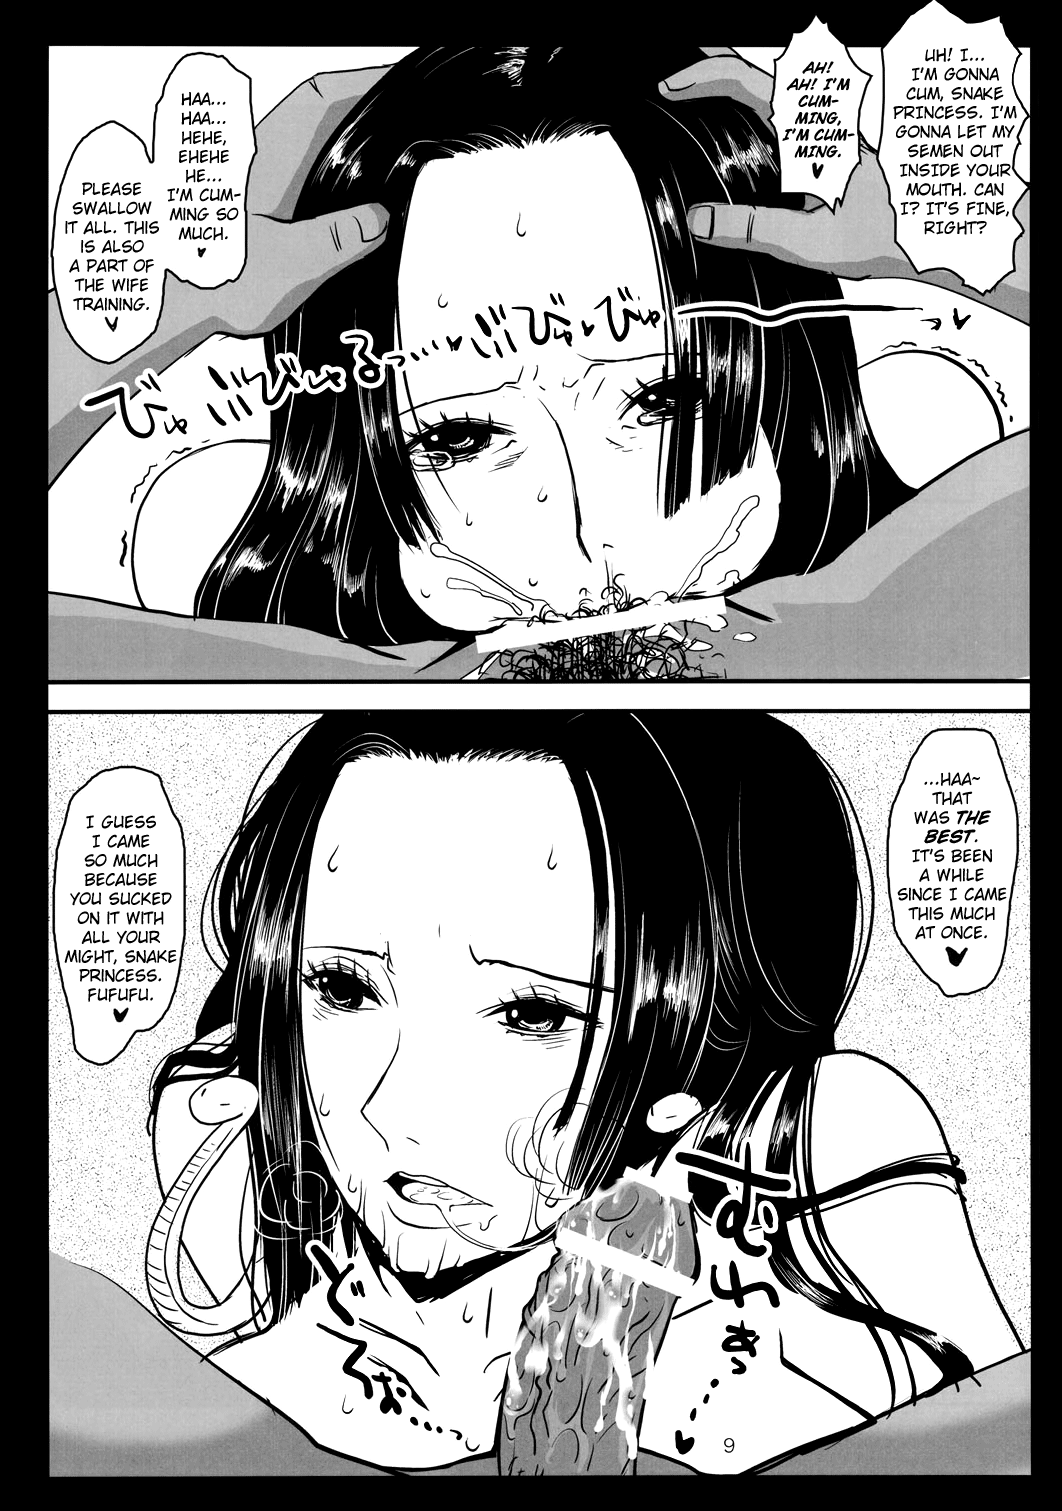 UH! I...
I'M GONNA
CUM, SNAKE
PRINCESS. I'M
GONNA LET MY
SEMEN OUT
INSIDE YOUR
MOUTH. CAN
I? IT'S FINE,
RIGHT?
AH!
AH! I'M
CUM-
MING,
I'M CUM-
MING.
HAA...
HAA...
HEHE,
EHEHE
HE...
I'M CUM-
MING SO
MUCH.
PLEASE
SWALLOW
IT ALL. THIS
IS ALSO
A PART OF
THE WIFE
TRAINING.
...HAA~
THAT
WAS THE
BEST.
IT'S BEEN
A WHILE
SINCE I CAME
THIS MUCH
AT ONCE.
I GUESS
I CAME
SO MUCH
BECAUSE
YOU SUCKED
ON IT WITH
ALL YOUR
MIGHT, SNAKE
PRINCESS.
FUFUFU.
9